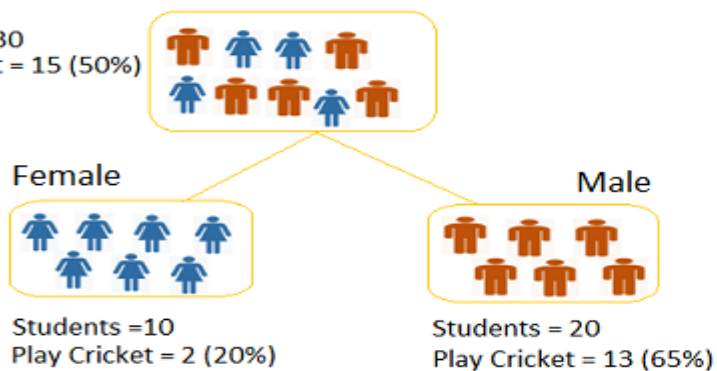 30
= 15 (50%)
Female
Male
Students =10
Play Cricket = 2 (20%)
Students = 20
Play Cricket = 13 (65%)